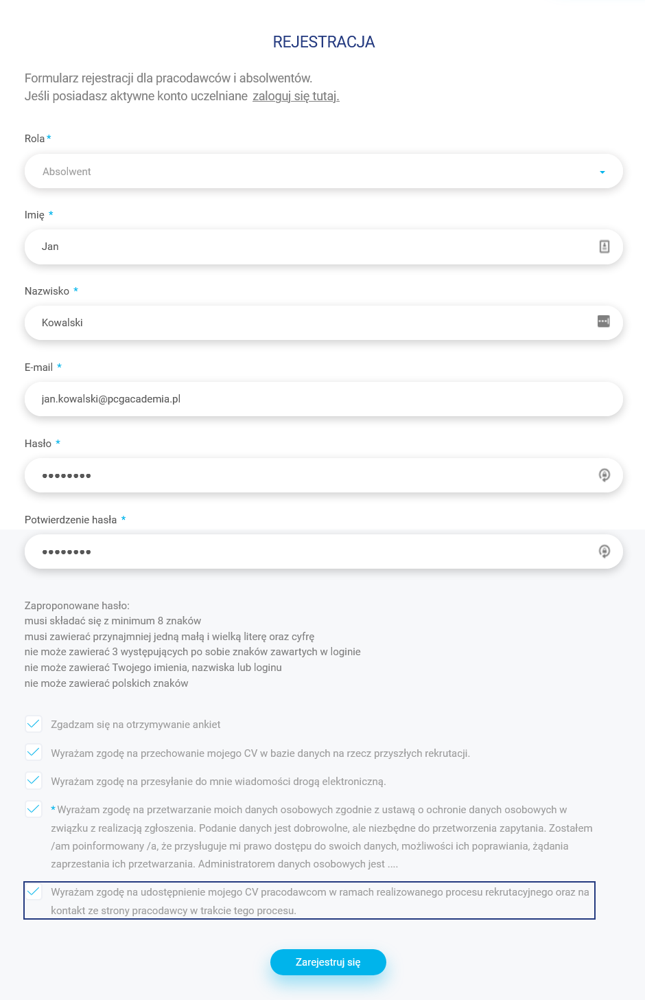 REJESTRACJA
Formularz rejestracji dla pracodawców i absolwentów.
Jeśli posiadasz aktywne konto uczelniane zaloguj się tutaj.
Rola *
Absolwent
Imię *
Jan
Nazwisko *
Kowalski
E-mail *
jan.kowalski@pcgacademia.pl
Hasło *
••••••••
Potwierdzenie hasła *
••••••••
Zaproponowane hasło:
musi składać się z minimum 8 znaków
musi zawierać przynajmniej jedną małą i wielką literę oraz cyfrę
nie może zawierać 3 występujących po sobie znaków zawartych w loginie
nie może zawierać Twojego imienia, nazwiska lub loginu
nie może zawierać polskich znaków
Zgadzam się na otrzymywanie ankiet
Wyrażam zgodę na przechowanie mojego CV w bazie danych na rzecz przyszłych rekrutacji.
Wyrażam zgodę na przesyłanie do mnie wiadomości drogą elektroniczną.
* Wyrażam zgodę na przetwarzanie moich danych osobowych zgodnie z ustawą o ochronie danych osobowych w
związku z realizacją zgłoszenia. Podanie danych jest dobrowolne, ale niezbędne do przetworzenia zapytania. Zostałem
/am poinformowany /a, że przysługuje mi prawo dostępu do swoich danych, możliwości ich poprawiania, żądania
zaprzestania ich przetwarzania. Administratorem danych osobowych jest ....
Wyrażam zgodę na udostępnienie mojego CV pracodawcom w ramach realizowanego procesu rekrutacyjnego oraz na
kontakt ze strony pracodawcy w trakcie tego procesu.
Zarejestruj się